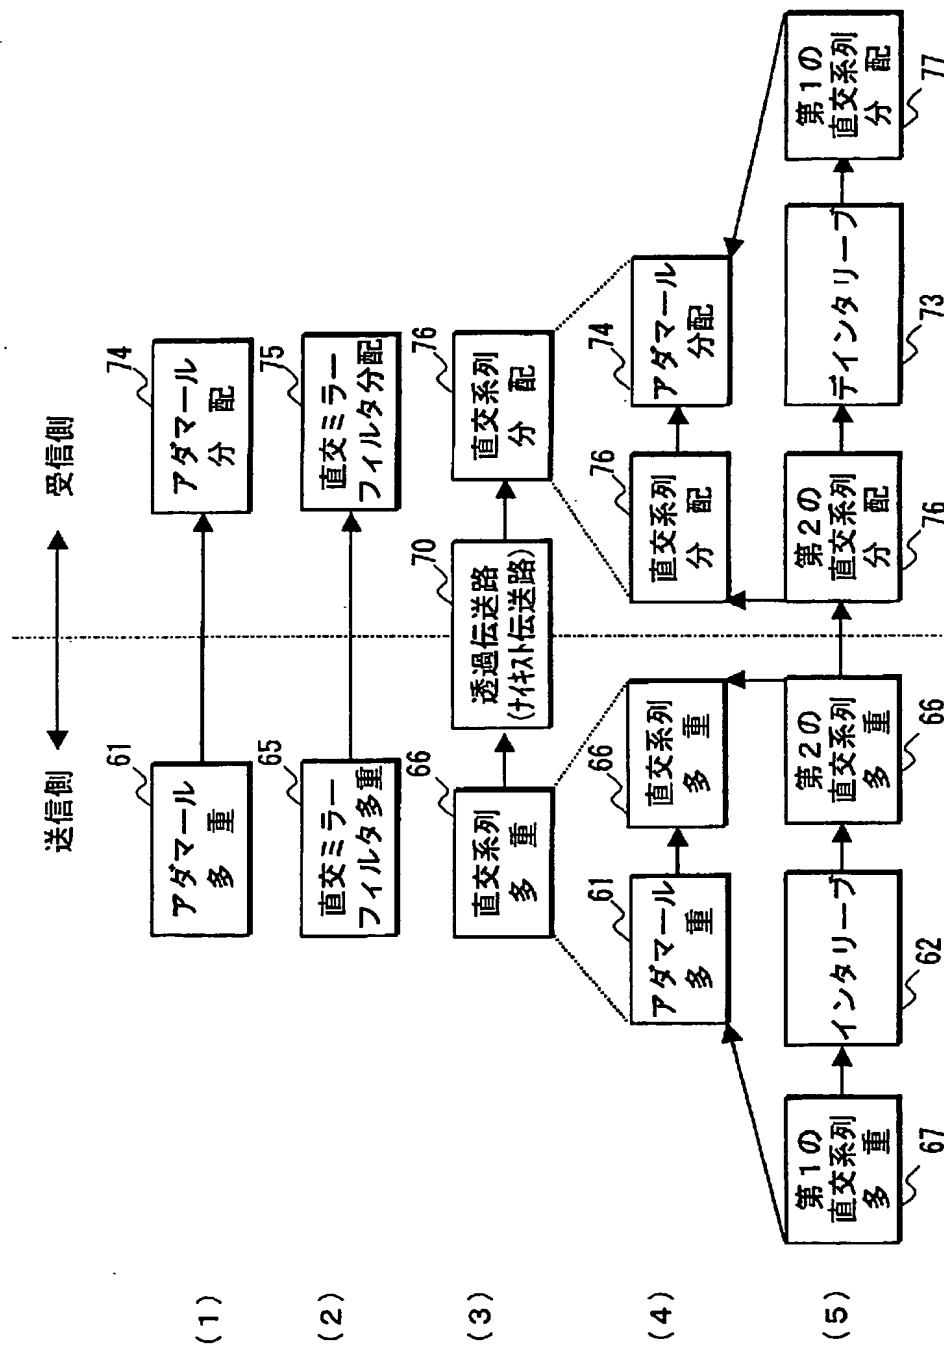 送信側
受信側
(1)
61
アダマール
多 重
74
アダマール
分 配
(2)
65
直交ミラー
フィルタ多重
75
直交ミラー
フィルタ分配
(3)
66
直交系列
多 重
70
透過伝送路
(ナイキスト伝送路)
76
直交系列
分 配
(4)
61
アダマール
多 重
66
直交系列
多 重
76
直交系列
分 配
74
アダマール
分配
(5)
第1の
直交系列
多 重
67
インタリーブ
62
第2の
直交系列
多 重
66
第2の
直交系列
分 配
76
デインタリーブ
73
第1の
直交系列
分 配
77